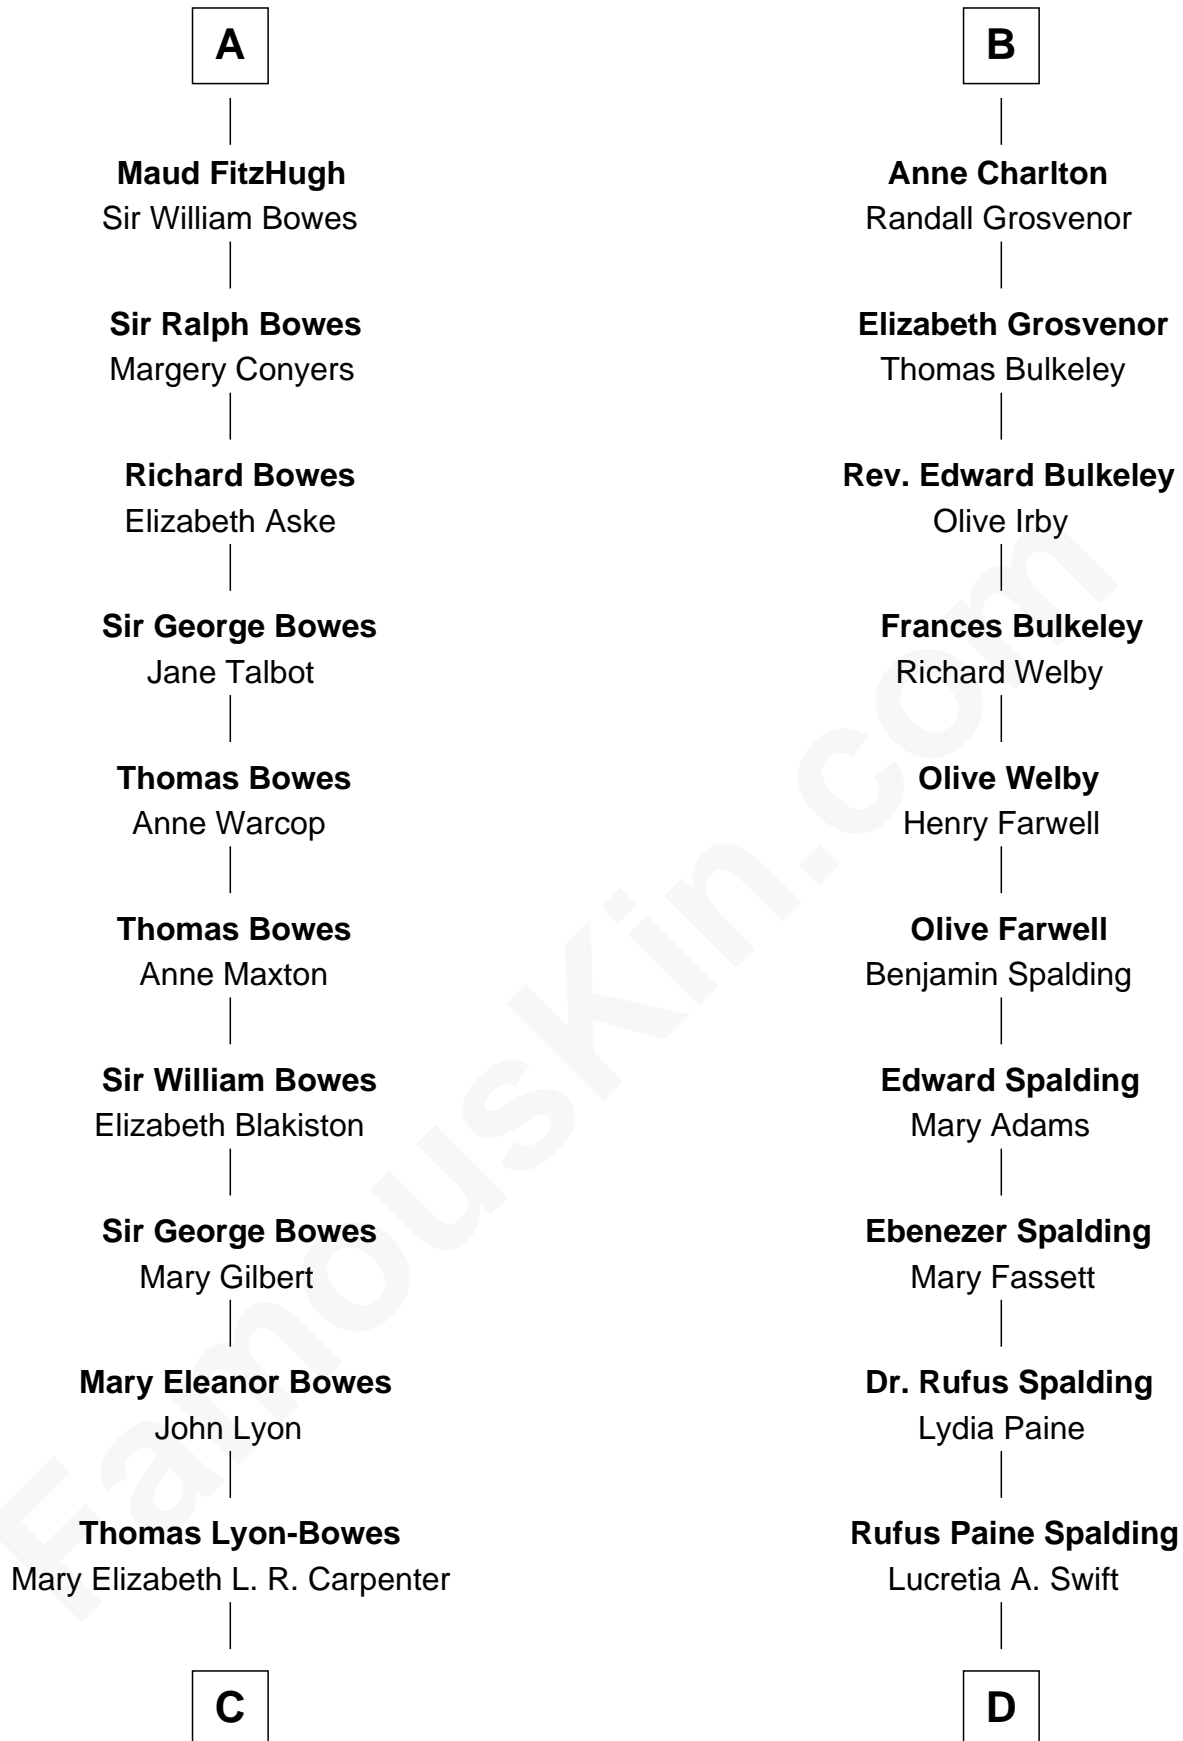 A
Maud FitzHugh
Sir William Bowes
Sir Ralph Bowes
Margery Conyers
Richard Bowes
Elizabeth Aske
Sir George Bowes
Jane Talbot
Thomas Bowes
Anne Warcop
Thomas Bowes
Anne Maxton
Sir William Bowes
Elizabeth Blakiston
Sir George Bowes
Mary Gilbert
Mary Eleanor Bowes
John Lyon
Thomas Lyon-Bowes
Mary Elizabeth L. R. Carpenter
C
B
Anne Charlton
Randall Grosvenor
Elizabeth Grosvenor
Thomas Bulkeley
Rev. Edward Bulkeley
Olive Irby
Frances Bulkeley
Richard Welby
Olive Welby
Henry Farwell
Olive Farwell
Benjamin Spalding
Edward Spalding
Mary Adams
Ebenezer Spalding
Mary Fassett
Dr. Rufus Spalding
Lydia Paine
Rufus Paine Spalding
Lucretia A. Swift
D
FamousKin.com